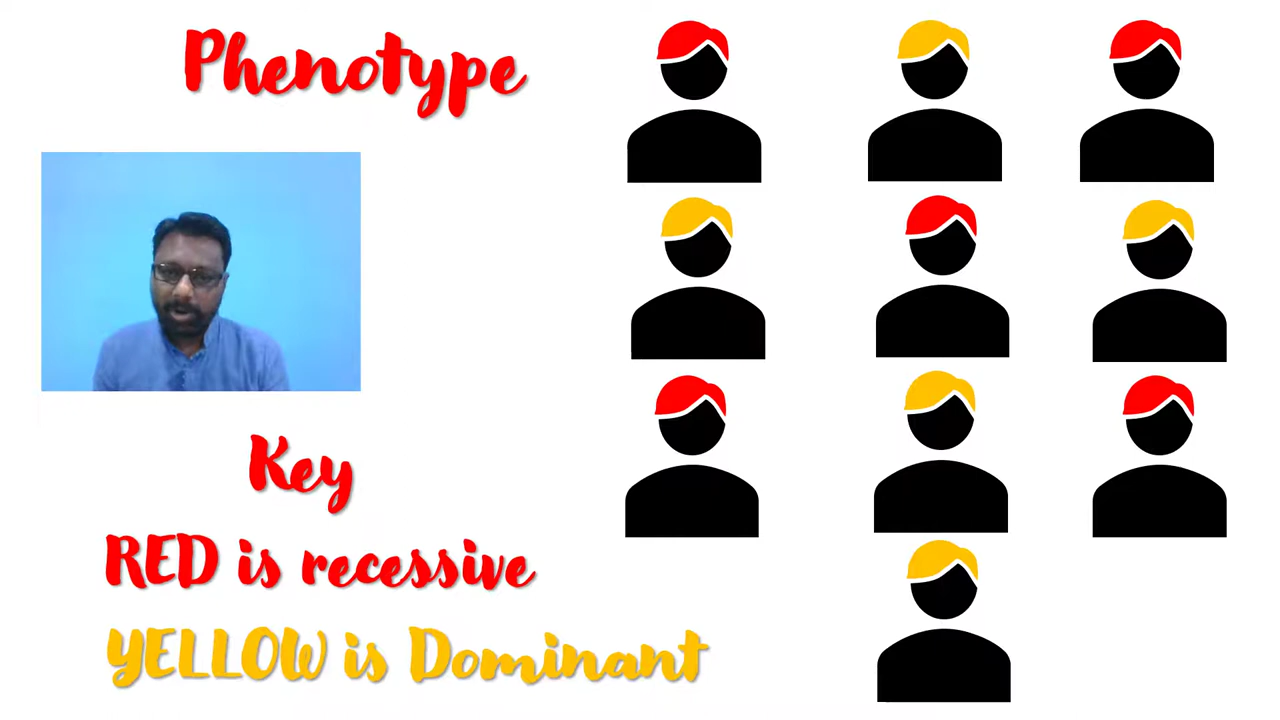 Phenotype
Key
RED is recessive
YELLOW is Dominant